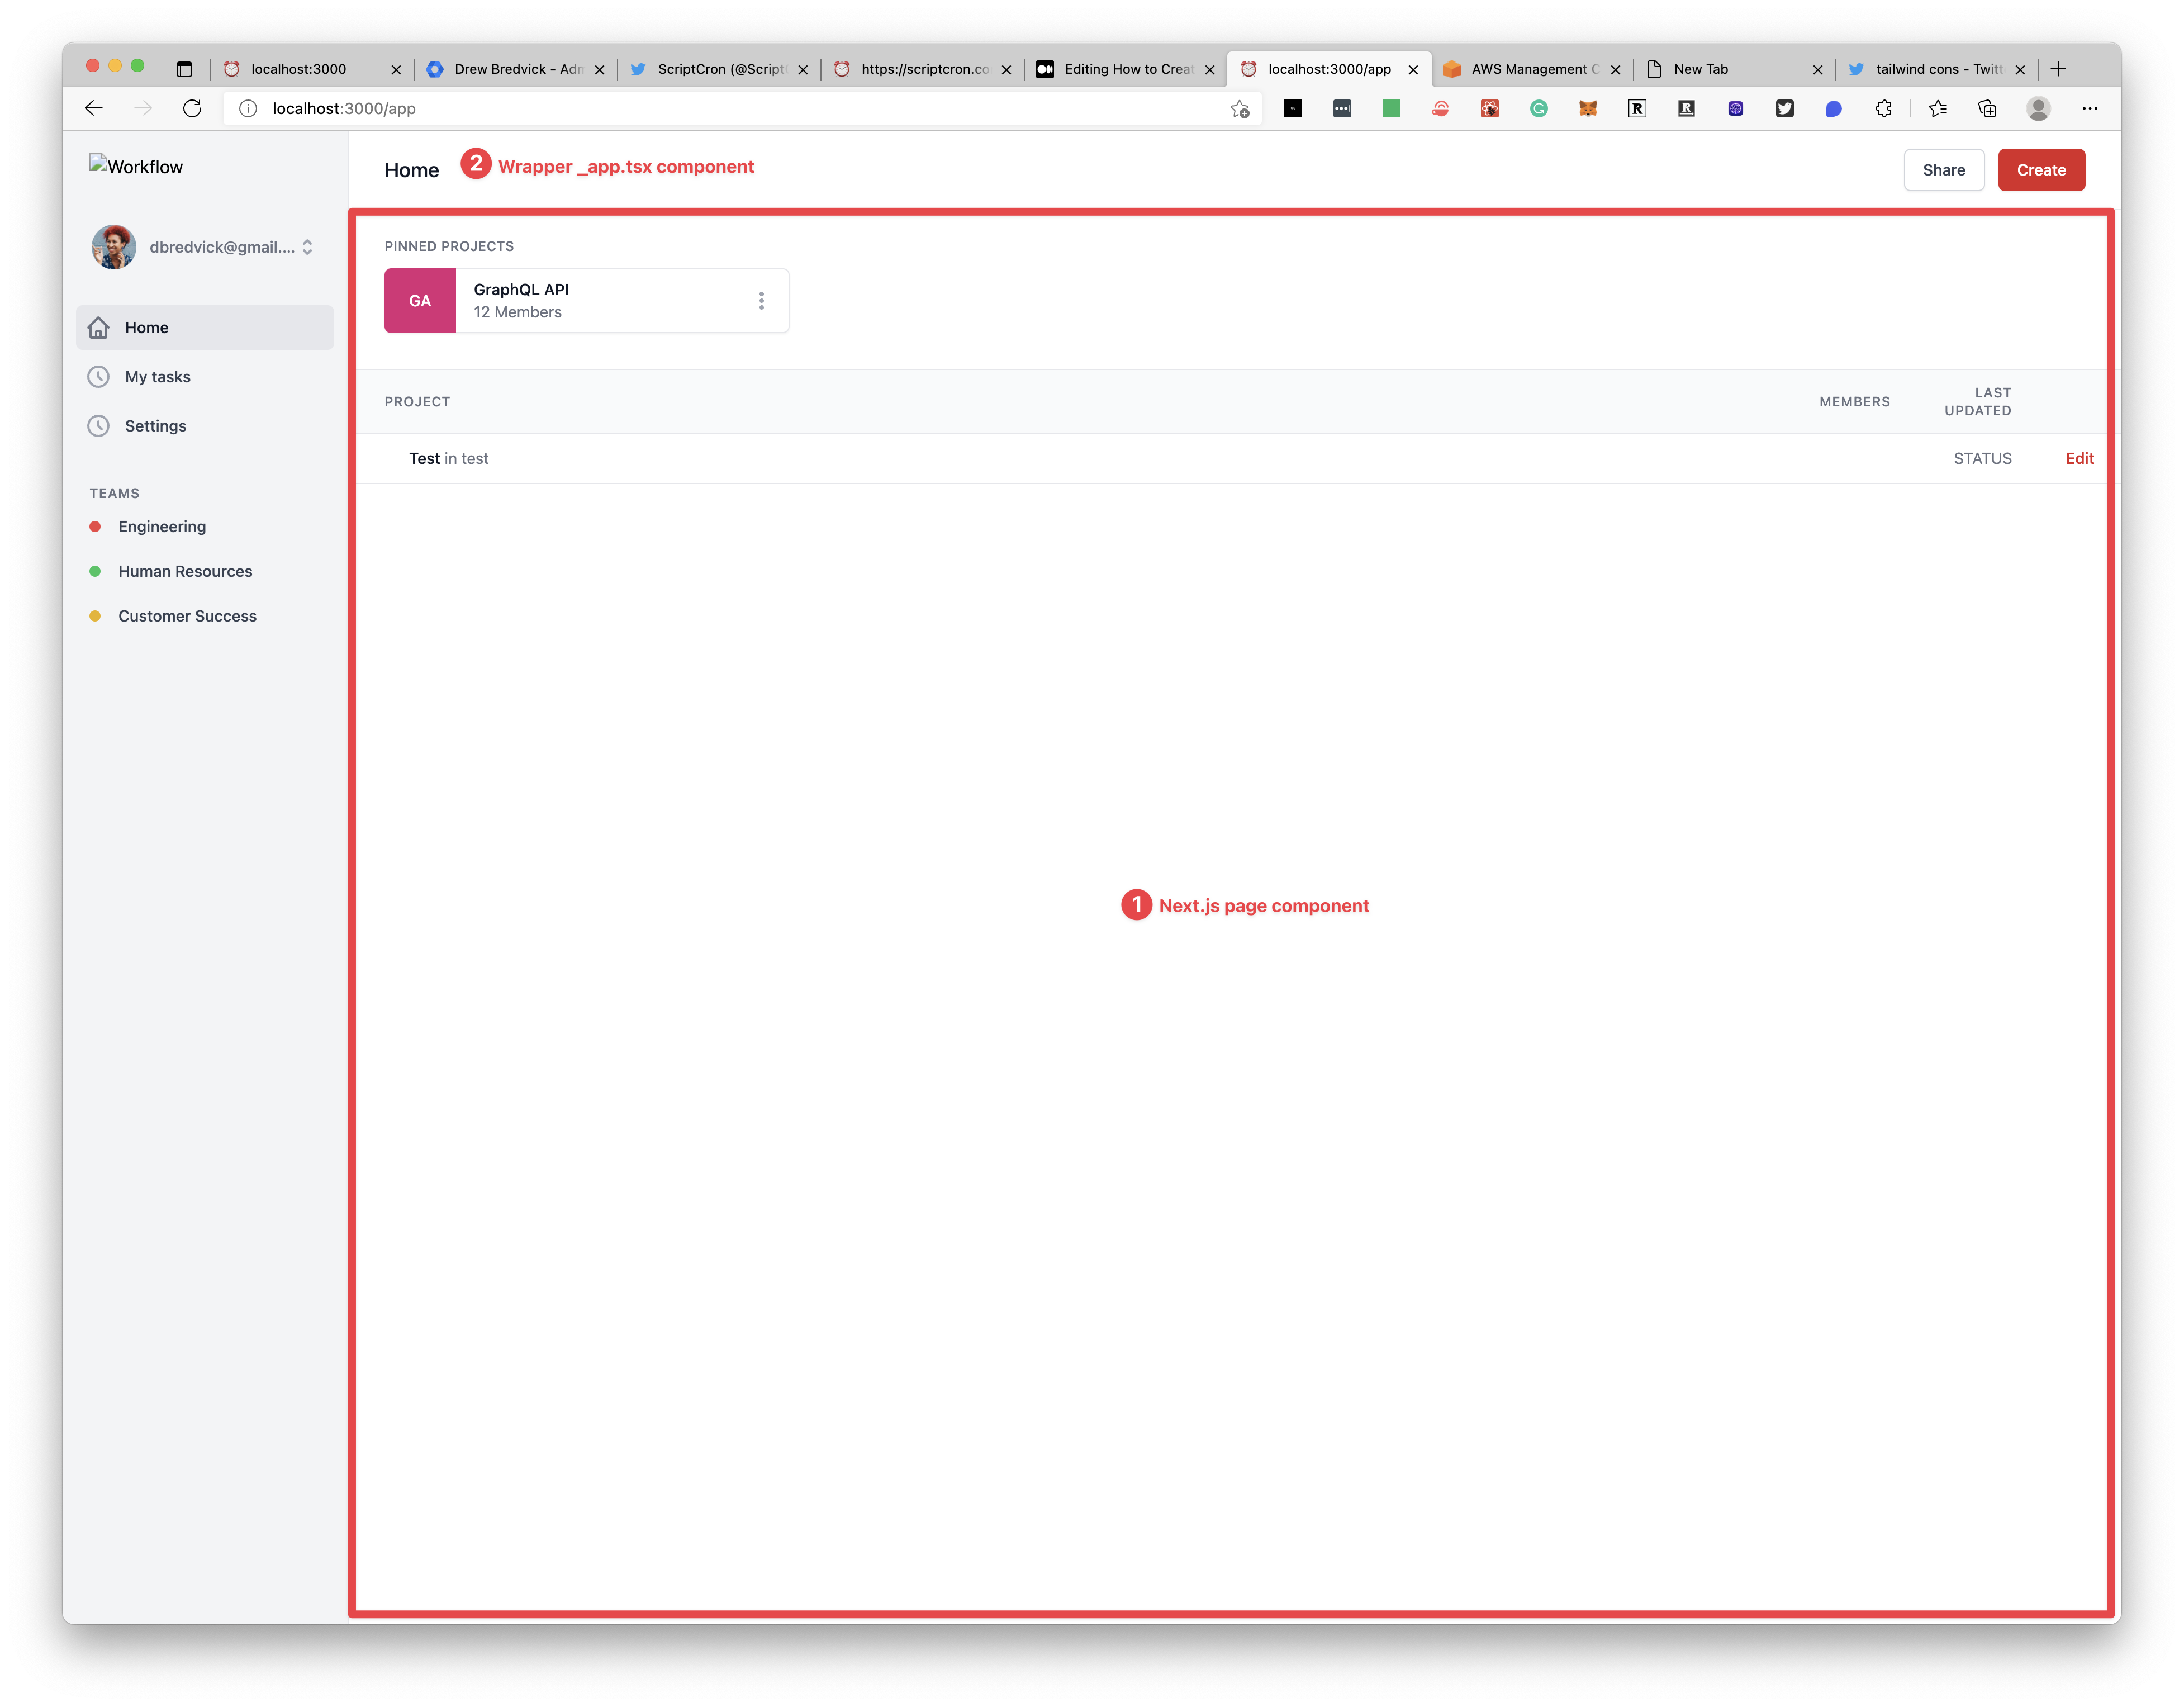 localhost:3000
Drew Bredvick - Adn
ScriptCron (@Script
https://scriptcron.co
Editing How to Creat
localhost:3000/app
AWS Management C
New Tab
tailwind cons - Twitt
localhost:3000/app
Workflow
dbredvick@gmail....
Home
My tasks
Settings
TEAMS
Engineering
Human Resources
Customer Success
Home
2 Wrapper _app.tsx component
Share
Create
PINNED PROJECTS
GA
GraphQL API
12 Members
PROJECT
MEMBERS
LAST
UPDATED
Test in test
STATUS
Edit
1 Next.js page component